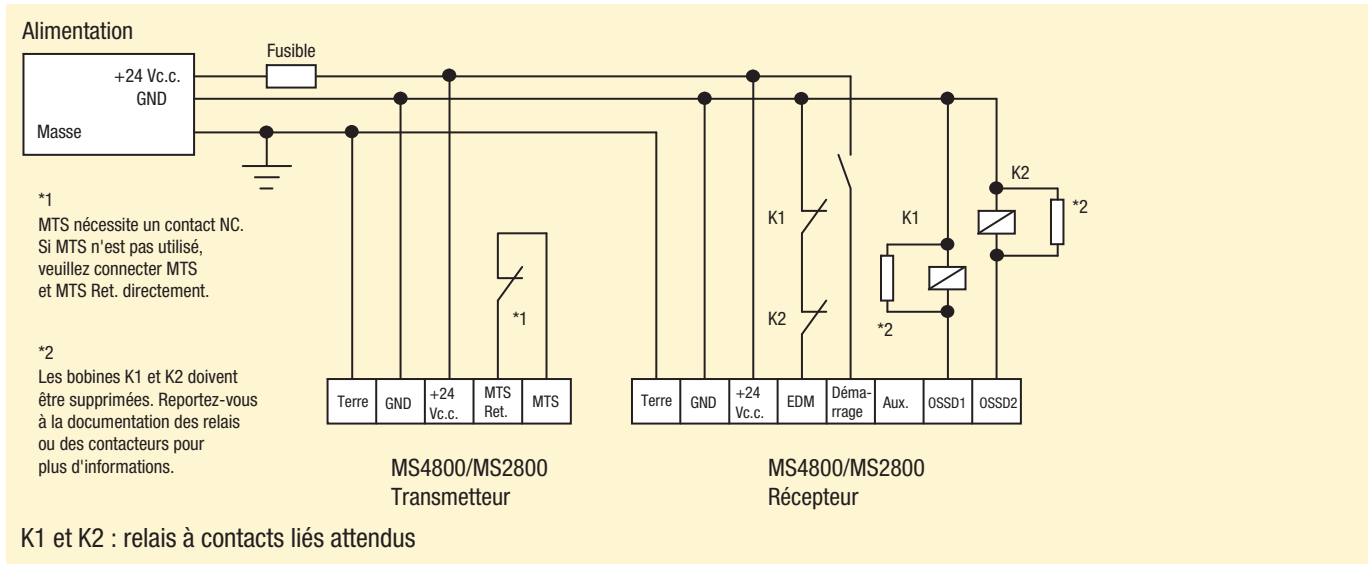 Alimentation
Fusible
+24 Vc.c.
GND
Masse
K2
*2
*1
MTS nécessite un contact NC.
Si MTS n'est pas utilisé,
veuillez connecter MTS
et MTS Ret. directement.
K1
K1
*1
K2
*2
*2
Les bobines K1 et K2 doivent
être supprimées. Reportez-vous
à la documentation des relais
ou des contacteurs pour
plus d'informations.
Terre
GND
+24
Vc.c.
MTS
Ret.
MTS
Terre
GND
+24
Vc.c.
EDM
Déma-
rrage
Aux.
OSSD1
OSSD2
MS4800/MS2800
Transmetteur
MS4800/MS2800
Récepteur
K1 et K2 : relais à contacts liés attendus